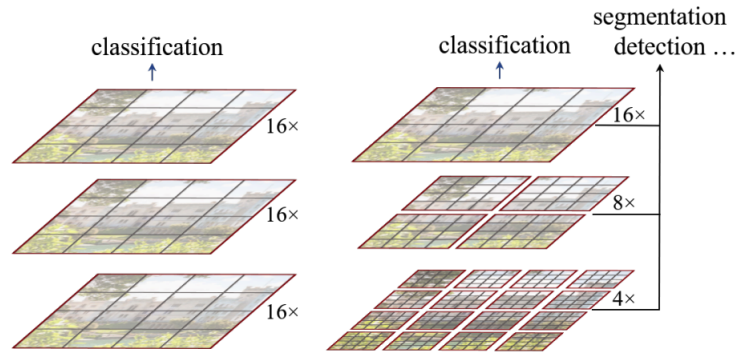 classification
16×
16×
16×
classification
segmentation
detection ...
16×
8×
4×